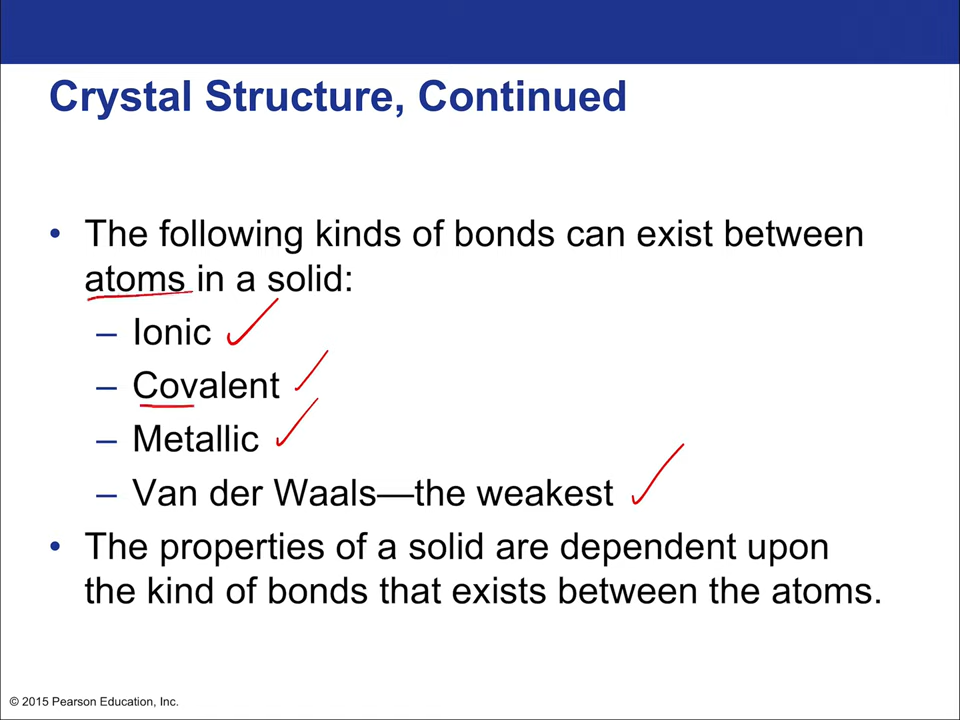 Crystal Structure, Continued
• The following kinds of bonds can exist between
atoms in a solid:
– Ionic
– Covalent
– Metallic
– Van der Waals—the weakest
• The properties of a solid are dependent upon
the kind of bonds that exists between the atoms.
© 2015 Pearson Education, Inc.